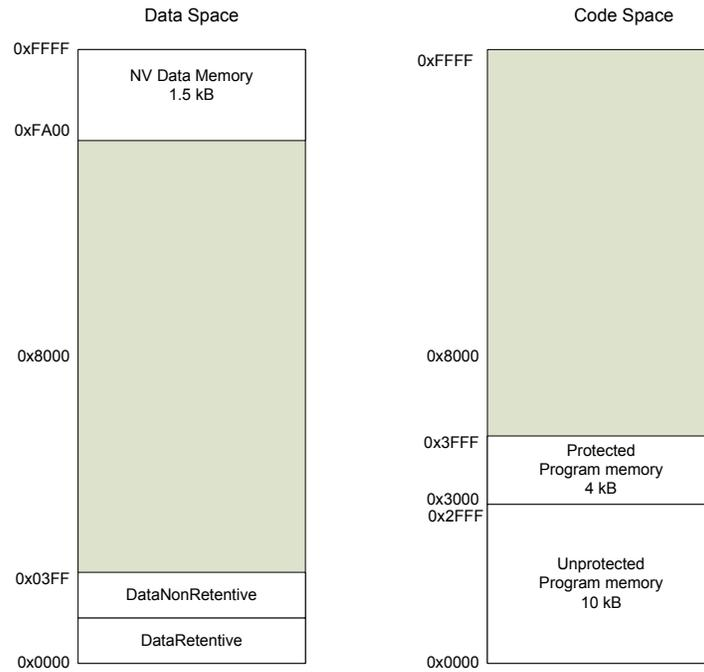 Data Space
0xFFFF
NV Data Memory
1.5 kB
0xFA00
0x8000
0x03FF
DataNonRetentive
DataRetentive
0x0000
Code Space
0xFFFF
0x8000
0x3FFF
Protected
Program memory
4 kB
0x3000
0x2FFF
Unprotected
Program memory
10 kB
0x0000